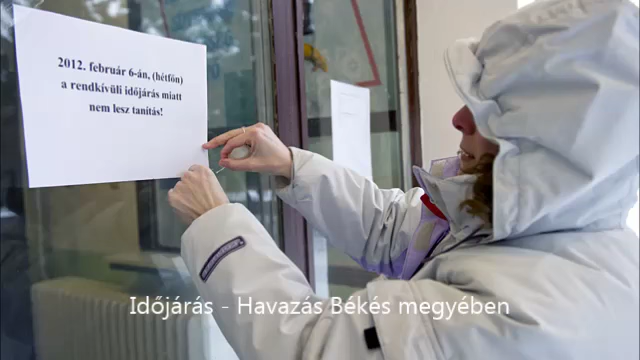 2012. február 6-án, (hétfőn)
a rendkívüli időjárás miatt
nem lesz tanítás!
Időjárás - Havazás Békés megyében